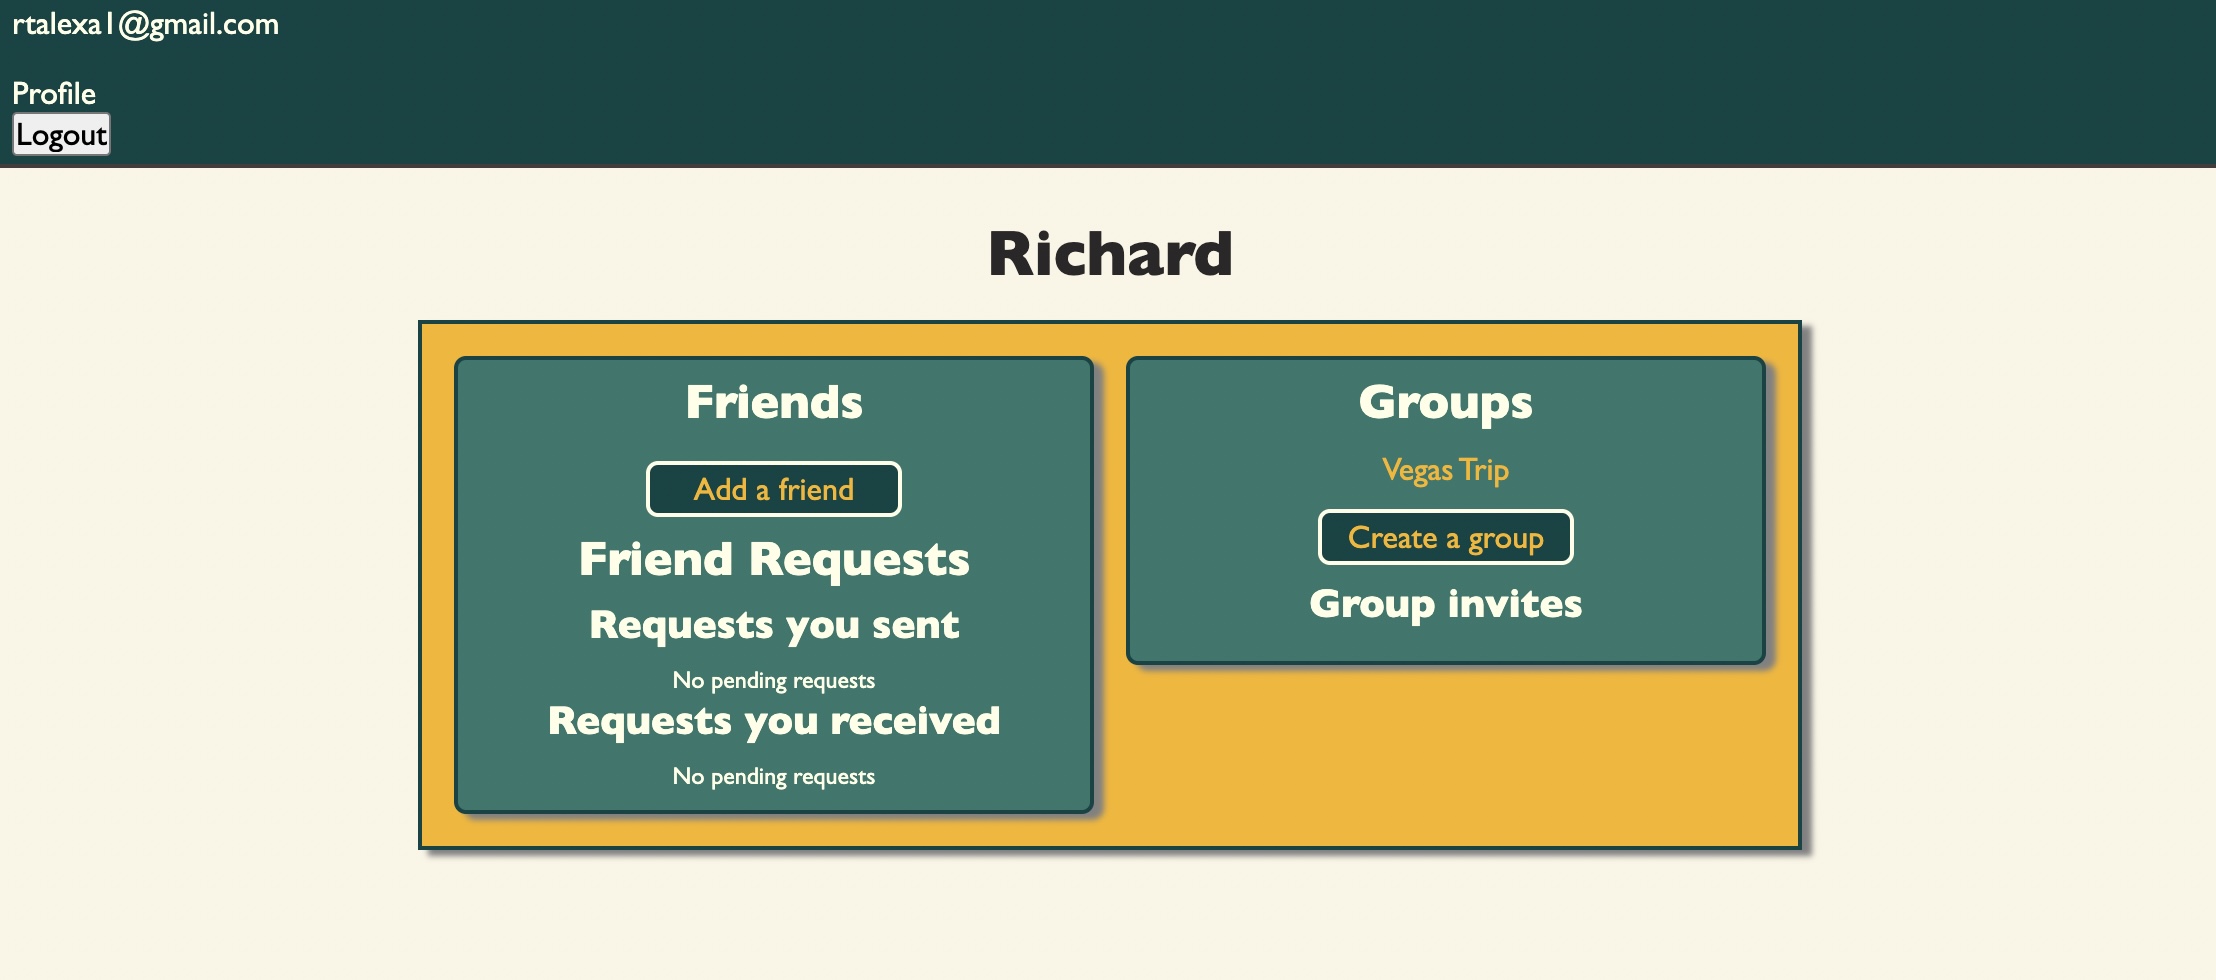 rtalexa1@gmail.com
Profile
Logout
Richard
Friends
Add a friend
Friend Requests
Requests you sent
No pending requests
Requests you received
No pending requests
Groups
Vegas Trip
Create a group
Group invites